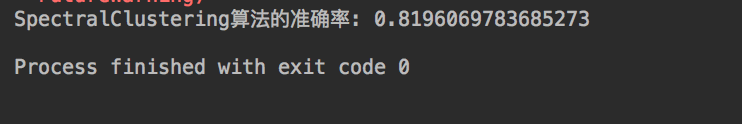 FutureWarning)
SpectralClustering算法的准确率: 0.8196069783685273
Process finished with exit code 0